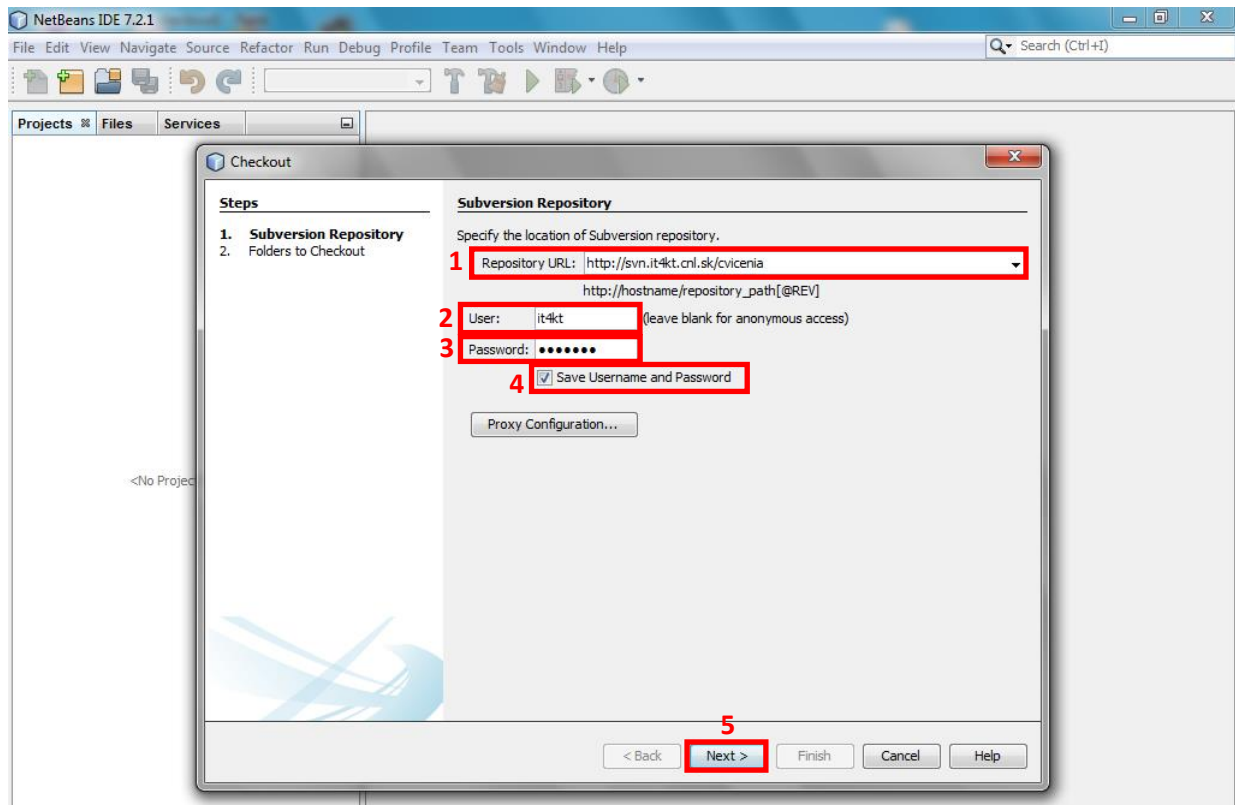 NetBeans IDE 7.2.1
File Edit View Navigate Source Refactor Run Debug Profile Team Tools Window Help
Search (Ctrl+I)
Projects Files Services
Checkout
Steps
1. Subversion Repository
2. Folders to Checkout
Subversion Repository
Specify the location of Subversion repository.
1 Repository URL: http://svn.it4kt.cnl.sk/cvicenia
http://hostname/repository_path[@REV]
2 User: it4kt (leave blank for anonymous access)
3 Password: •••••••
4 Save Username and Password
Proxy Configuration...
<No Projec
5
< Back Next > Finish Cancel Help